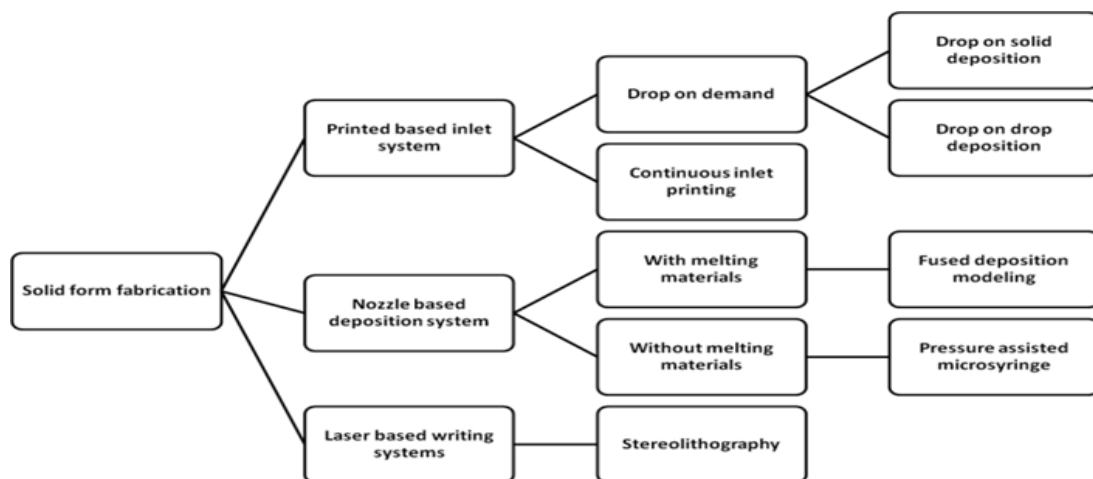 Solid form fabrication
Printed based inlet
system
Drop on demand
Drop on solid
deposition
Drop on drop
deposition
Continuous inlet
printing
Nozzle based
deposition system
With melting
materials
Fused deposition
modeling
Without melting
materials
Pressure assisted
microsyringe
Laser based writing
systems
Stereolithography